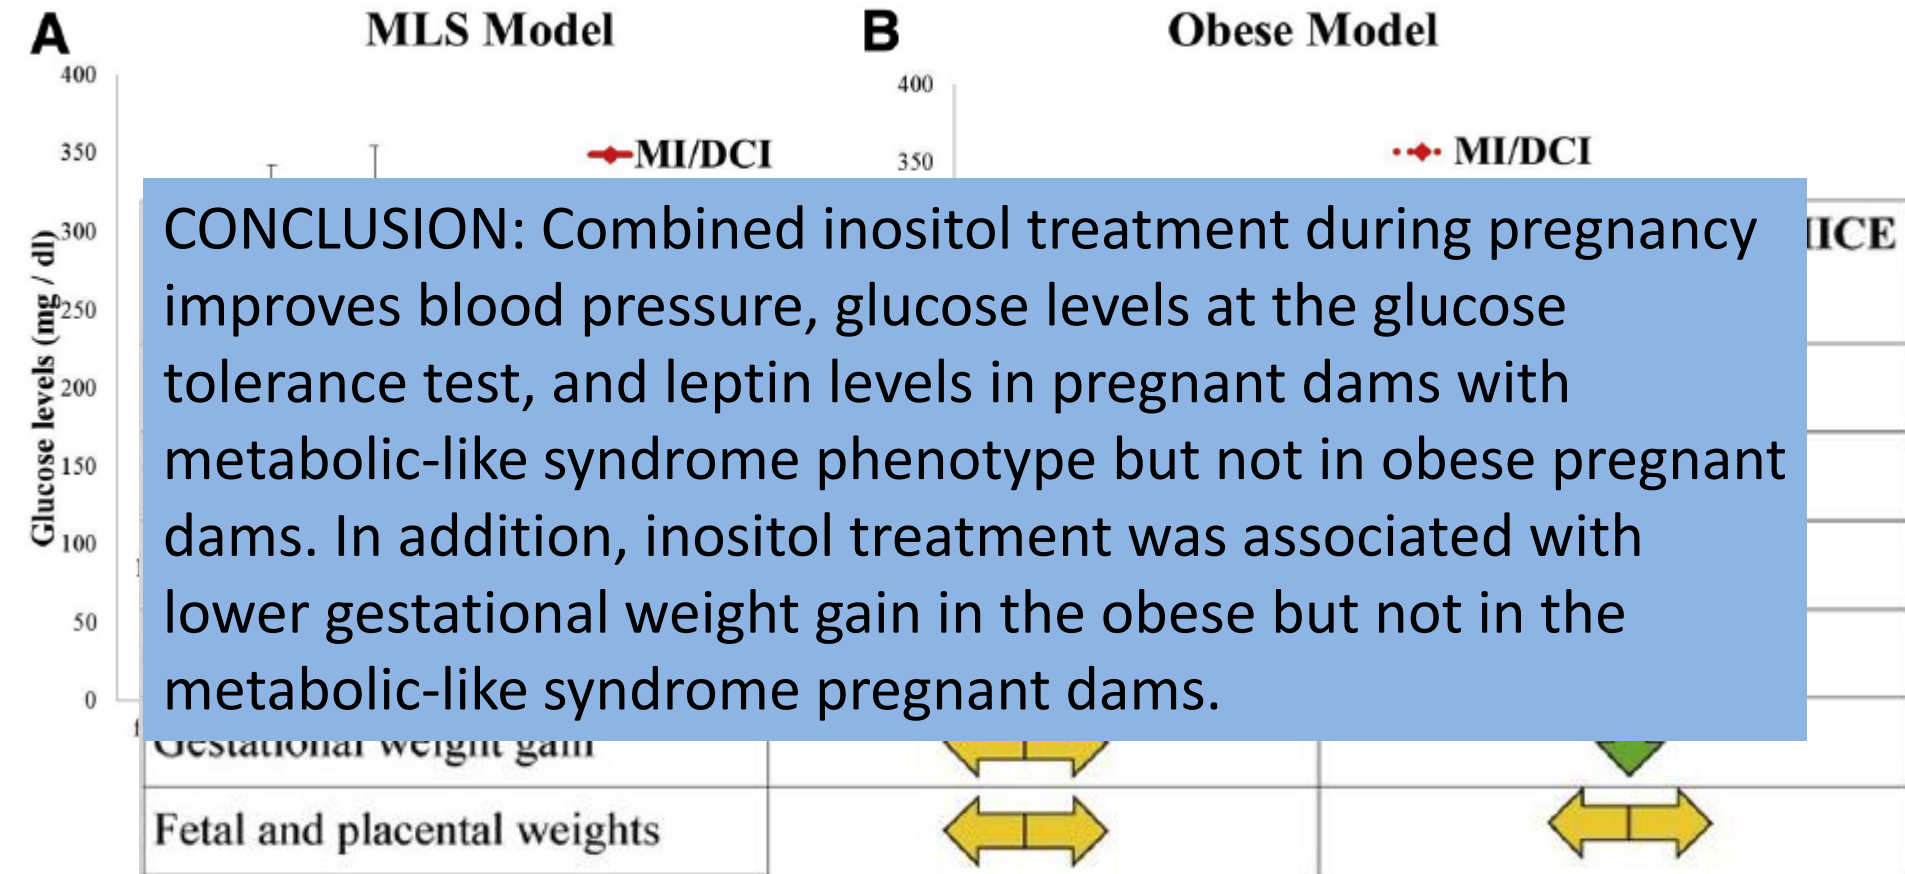 A MLS Model
B Obese Model
400
350
300
250
200
150
100
50
0
Glucose levels (mg / dl)
MI/DCI
400
350
MI/DCI
CONCLUSION: Combined inositol treatment during pregnancy
improves blood pressure, glucose levels at the glucose
tolerance test, and leptin levels in pregnant dams with
metabolic-like syndrome phenotype but not in obese pregnant
dams. In addition, inositol treatment was associated with
lower gestational weight gain in the obese but not in the
metabolic-like syndrome pregnant dams.
Gestational weight gain
Fetal and placental weights